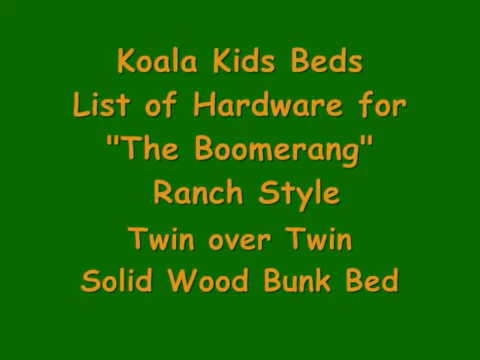 Koala Kids Beds
List of Hardware for
"The Boomerang"
Ranch Style
Twin over Twin
Solid Wood Bunk Bed